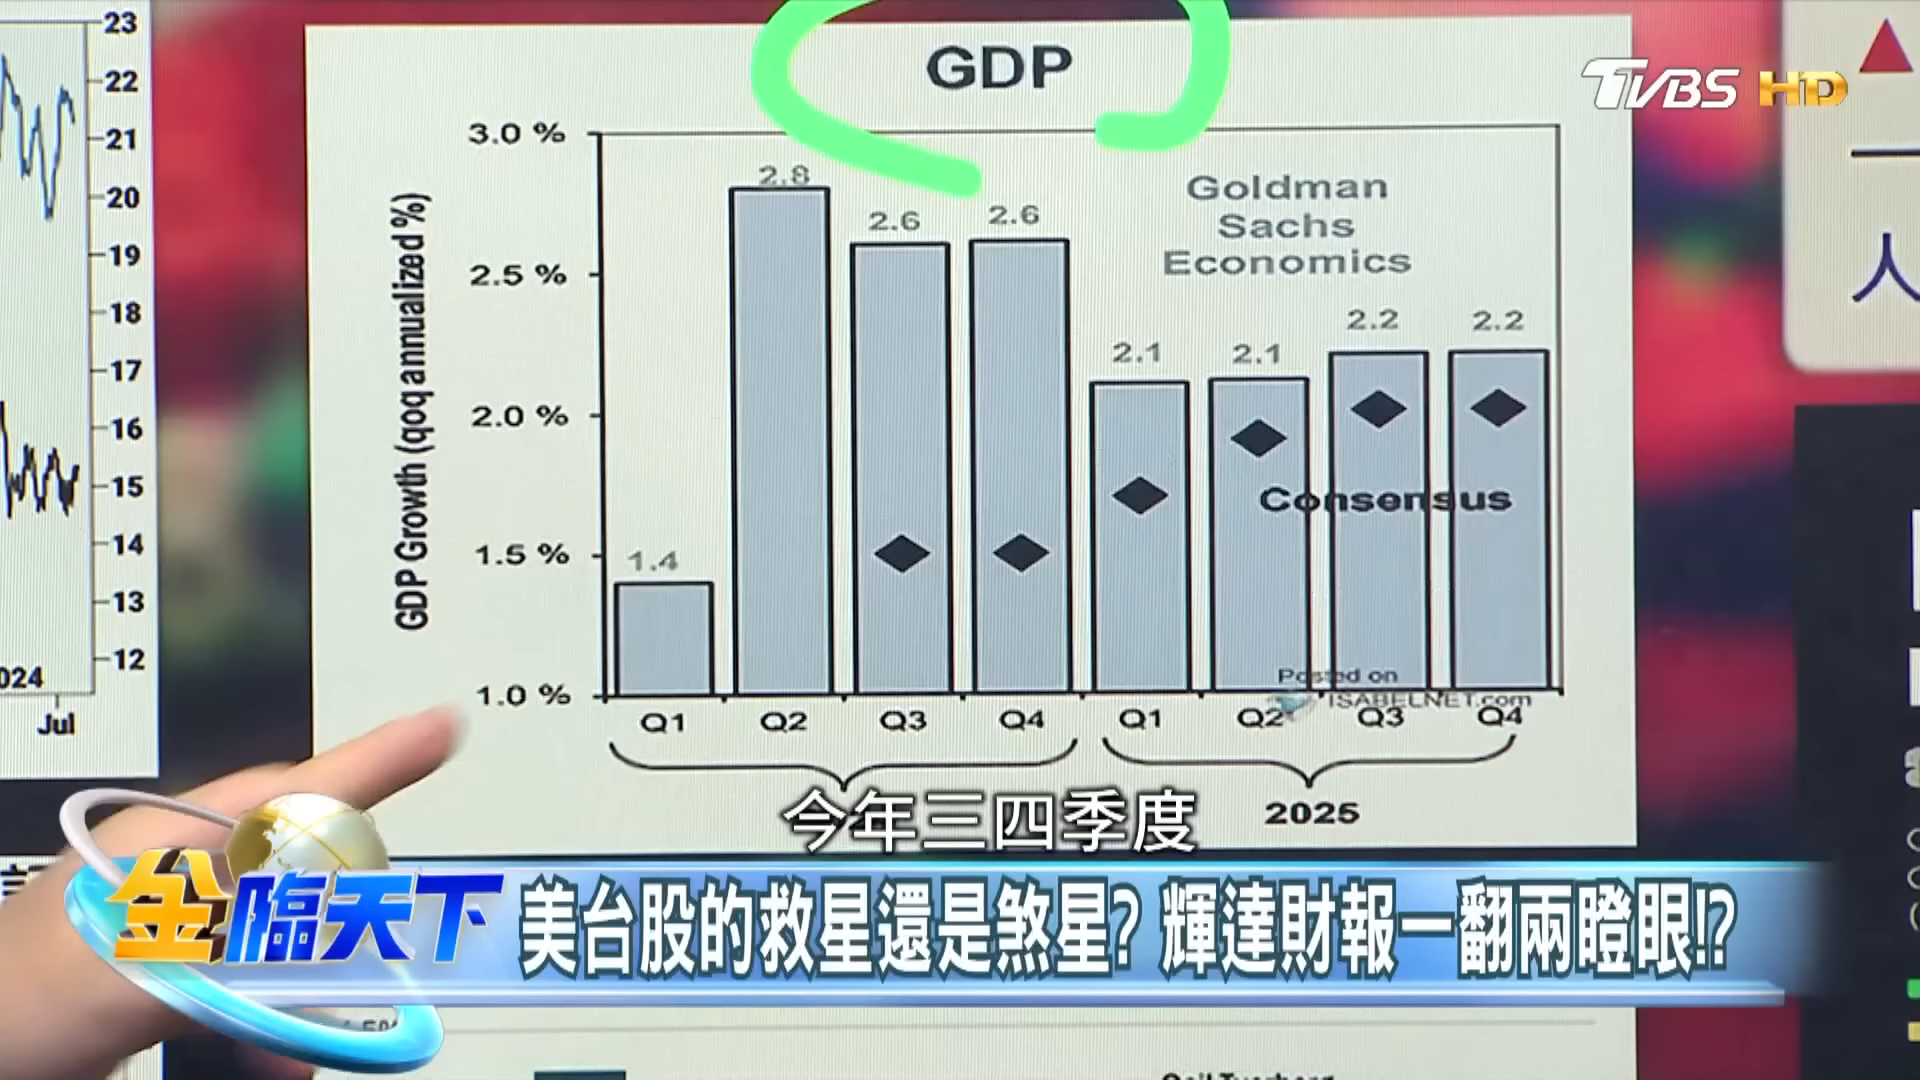 GDP
TVBS HD
23
22
21
20
19
18
17
16
15
14
13
12
024
Jul
GDP Growth (qoq annualized %)
3.0 %
2.5 %
2.0 %
1.5 %
1.0 %
1.4
2.8
2.6
2.6
2.1
2.1
2.2
2.2
Goldman
Sachs
Economics
Consensus
Posted on
ISABELNET.com
Q1 Q2 Q3 Q4 Q1 Q2 Q3 Q4
2025
人
今年三四季度
金臨天下
美台股的救星還是煞星? 輝達財報一翻兩瞪眼!?